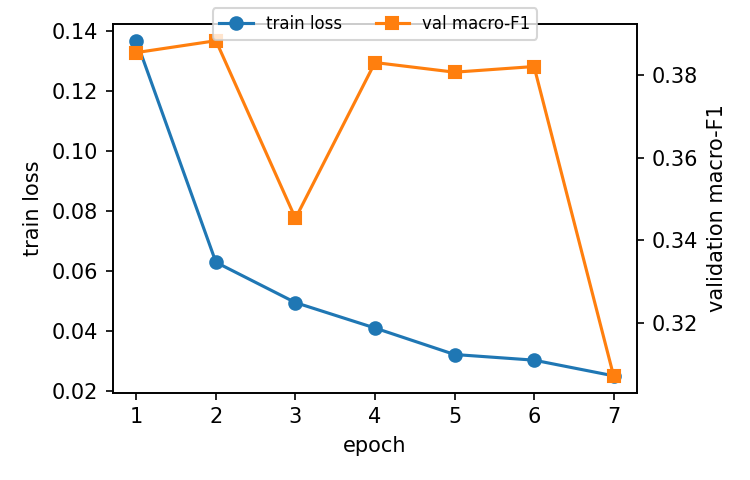 train loss val macro-F1
0.14
0.12
0.10
0.08
0.06
0.04
0.02
train loss
0.38
0.36
0.34
0.32
validation macro-F1
1 2 3 4 5 6 7
epoch